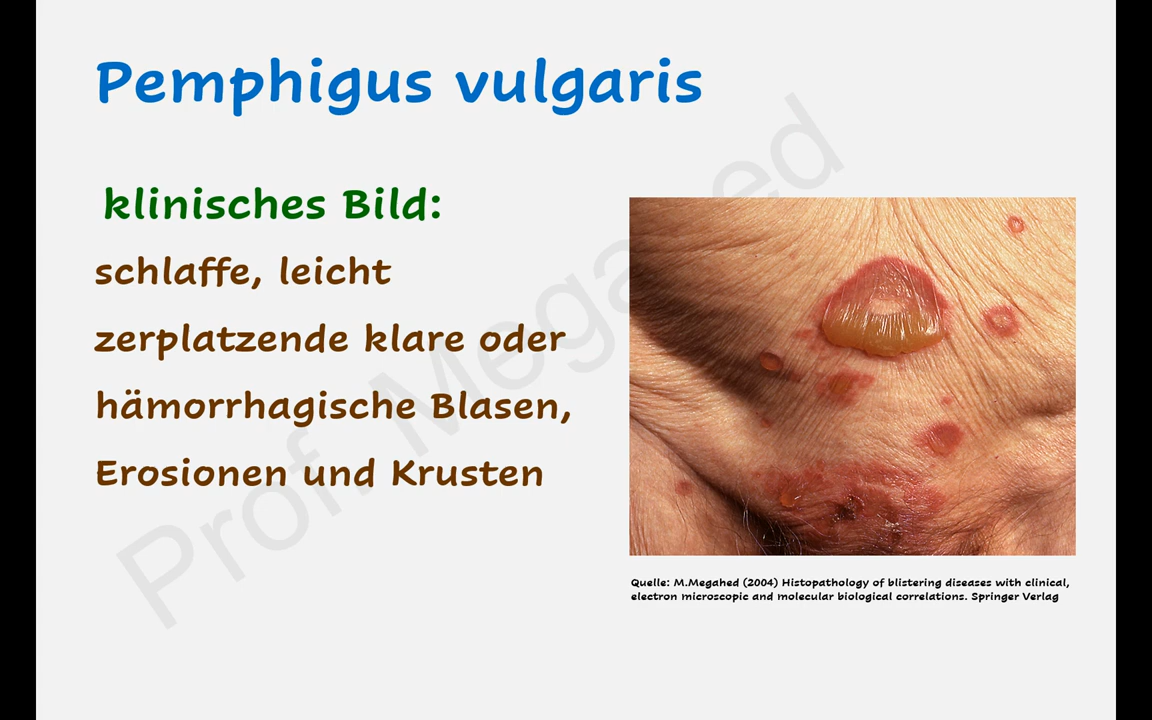 Pemphigus vulgaris
klinisches Bild:
schlaffe, leicht
zerplatzende klare oder
hämorrhagische Blasen,
Erosionen und Krusten
Prof. Megahed
Quelle: M.Megahed (2004) Histopathology of blistering diseases with clinical,
electron microscopic and molecular biological correlations. Springer Verlag